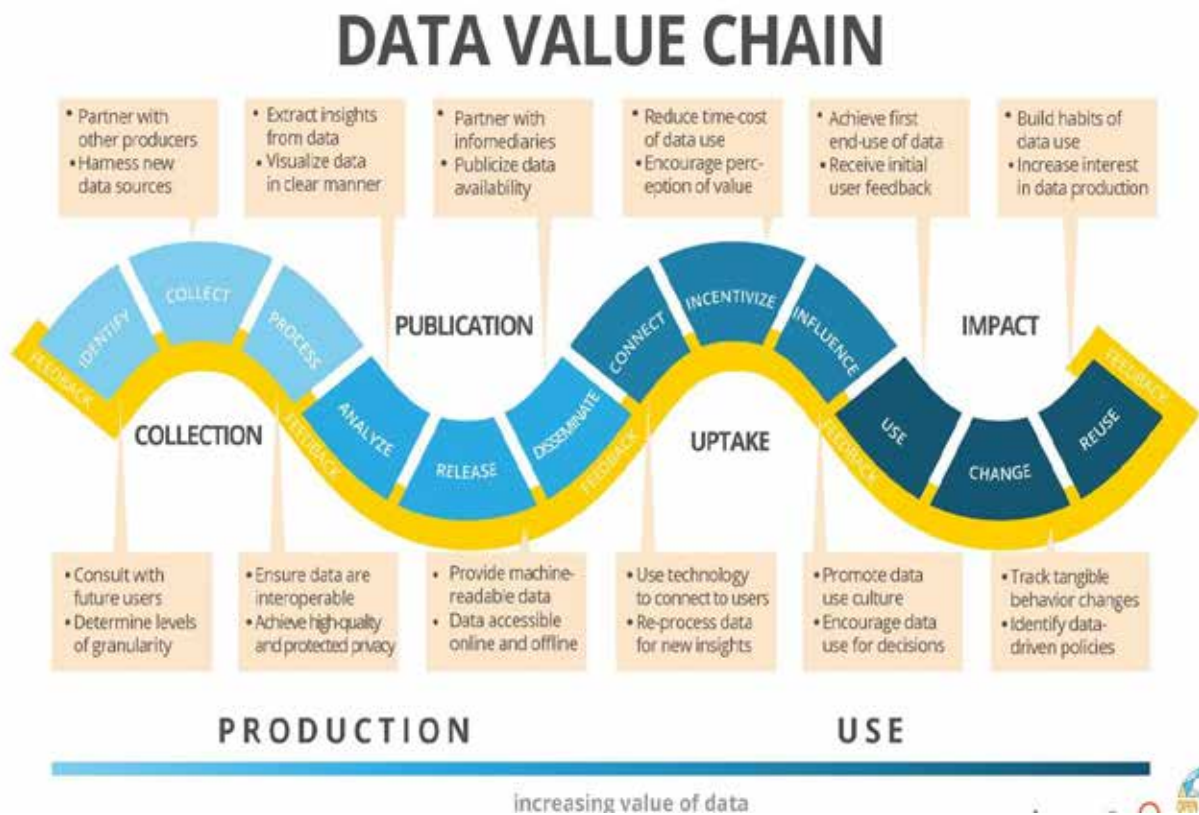 DATA VALUE CHAIN
• Partner with
other producers
• Harness new
data sources
• Extract insights
from data
• Visualize data
in clear manner
• Partner with
infomediaries
• Publicize data
availability
• Reduce time-cost
of data use
• Encourage perc-
eption of value
• Achieve first
end-use of data
• Receive initial
user feedback
• Build habits of
data use
• Increase interest
in data production
FEEDBACK
IDENTIFY
COLLECT
PROCESS
COLLECTION
FEEDBACK
ANALYZE
RELEASE
DISSEMINATE
PUBLICATION
FEEDBACK
CONNECT
INCENTIVIZE
INFLUENCE
UPTAKE
FEEDBACK
USE
CHANGE
REUSE
IMPACT
FEEDBACK
• Consult with
future users
• Determine levels
of granularity
• Ensure data are
interoperable
• Achieve high-quality
and protected privacy
• Provide machine-
readable data
• Data accessible
online and offline
• Use technology
to connect to users
• Re-process data
for new insights
• Promote data
use culture
• Encourage data
use for decisions
• Track tangible
behavior changes
• Identify data-
driven policies
PRODUCTION
USE
increasing value of data
OPEN